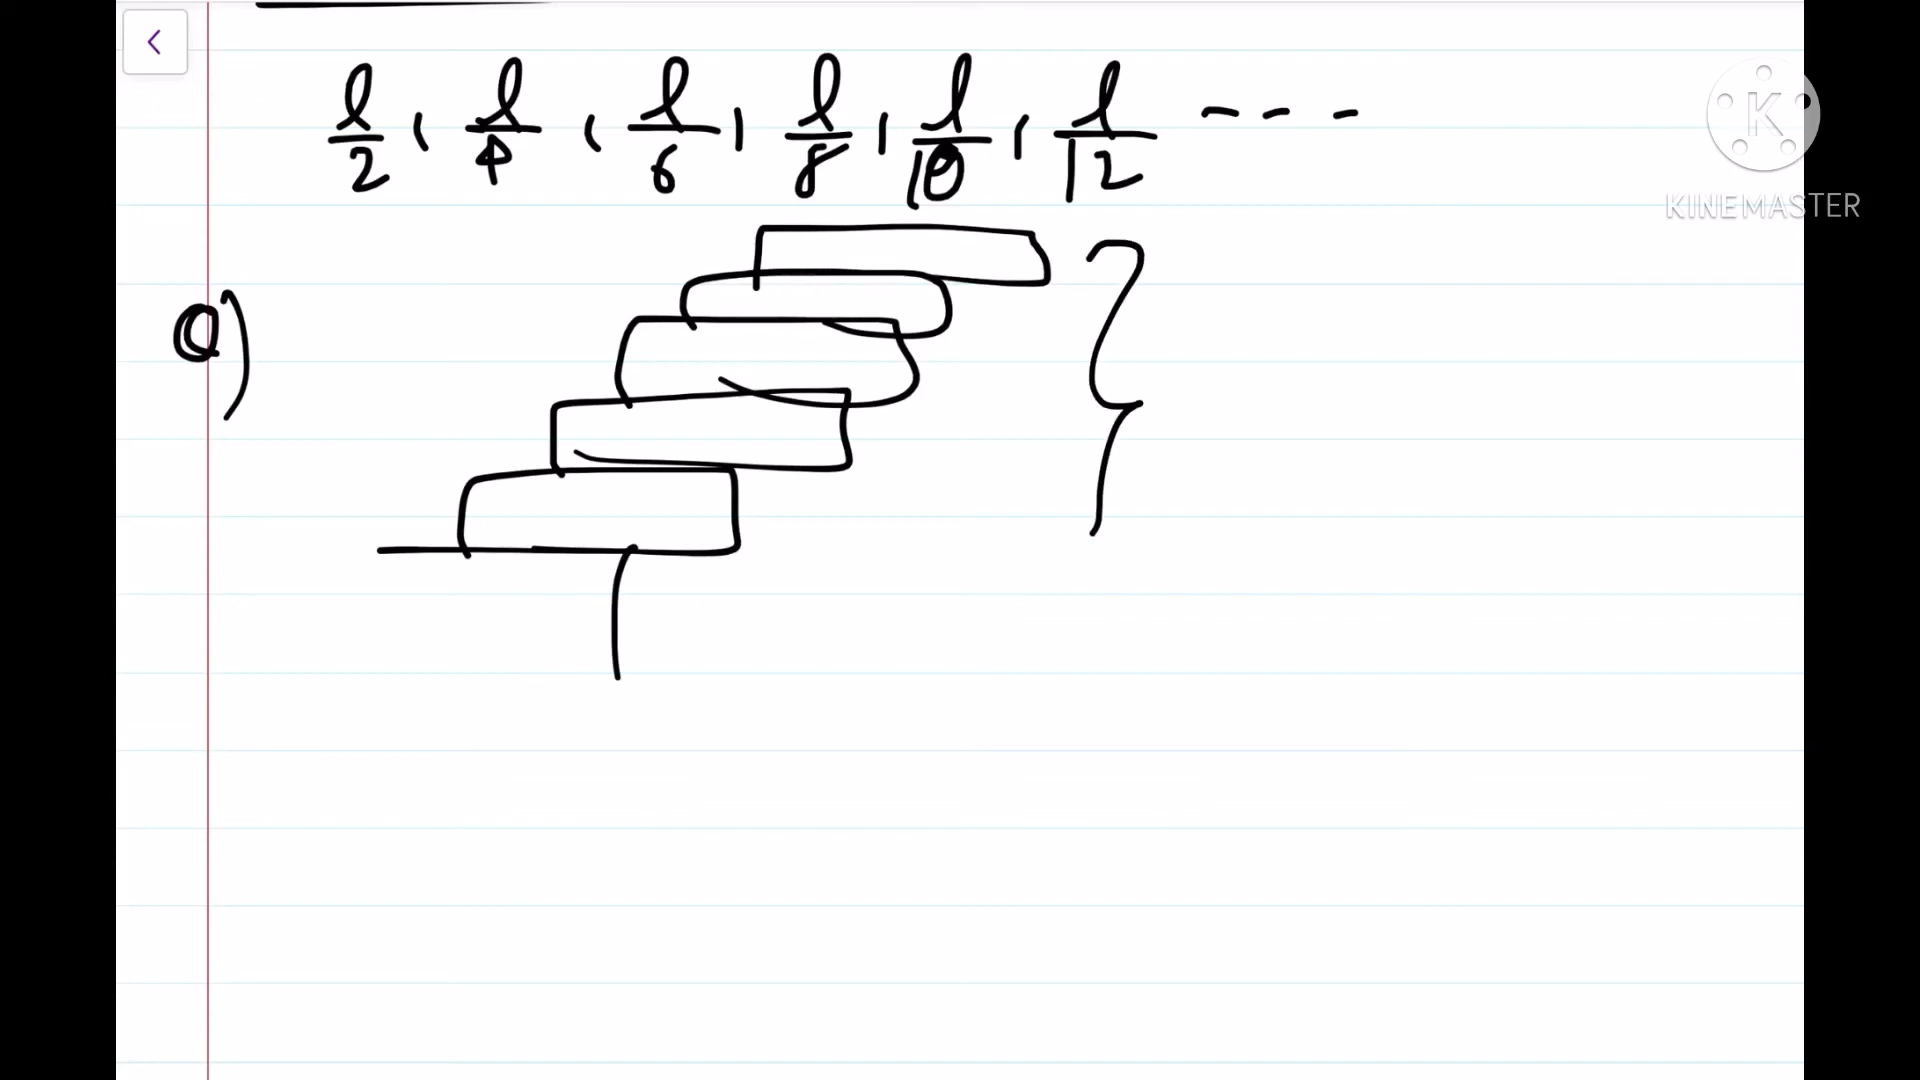 l/2, l/4, l/6, l/8, l/10, l/12 ---
K
KINEMASTER
Q)